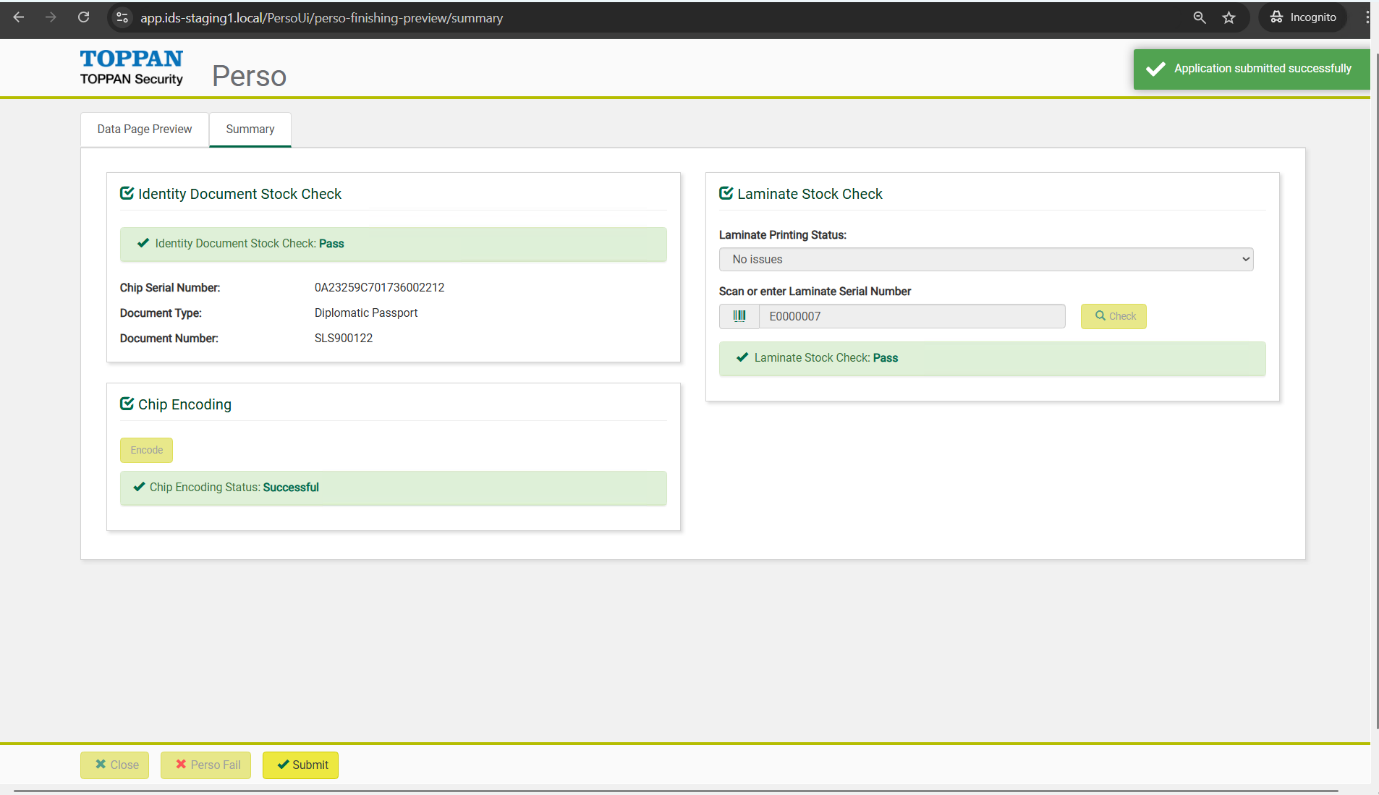 app.ids-staging1.local/PersoUi/perso-finishing-preview/summary
Incognito
TOPPAN
TOPPAN Security
Perso
Application submitted successfully
Data Page Preview
Summary
Identity Document Stock Check
Identity Document Stock Check: Pass
Chip Serial Number: 0A23259C701736002212
Document Type: Diplomatic Passport
Document Number: SLS900122
Chip Encoding
Encode
Chip Encoding Status: Successful
Laminate Stock Check
Laminate Printing Status:
No issues
Scan or enter Laminate Serial Number
E0000007
Check
Laminate Stock Check: Pass
Close
Perso Fail
Submit